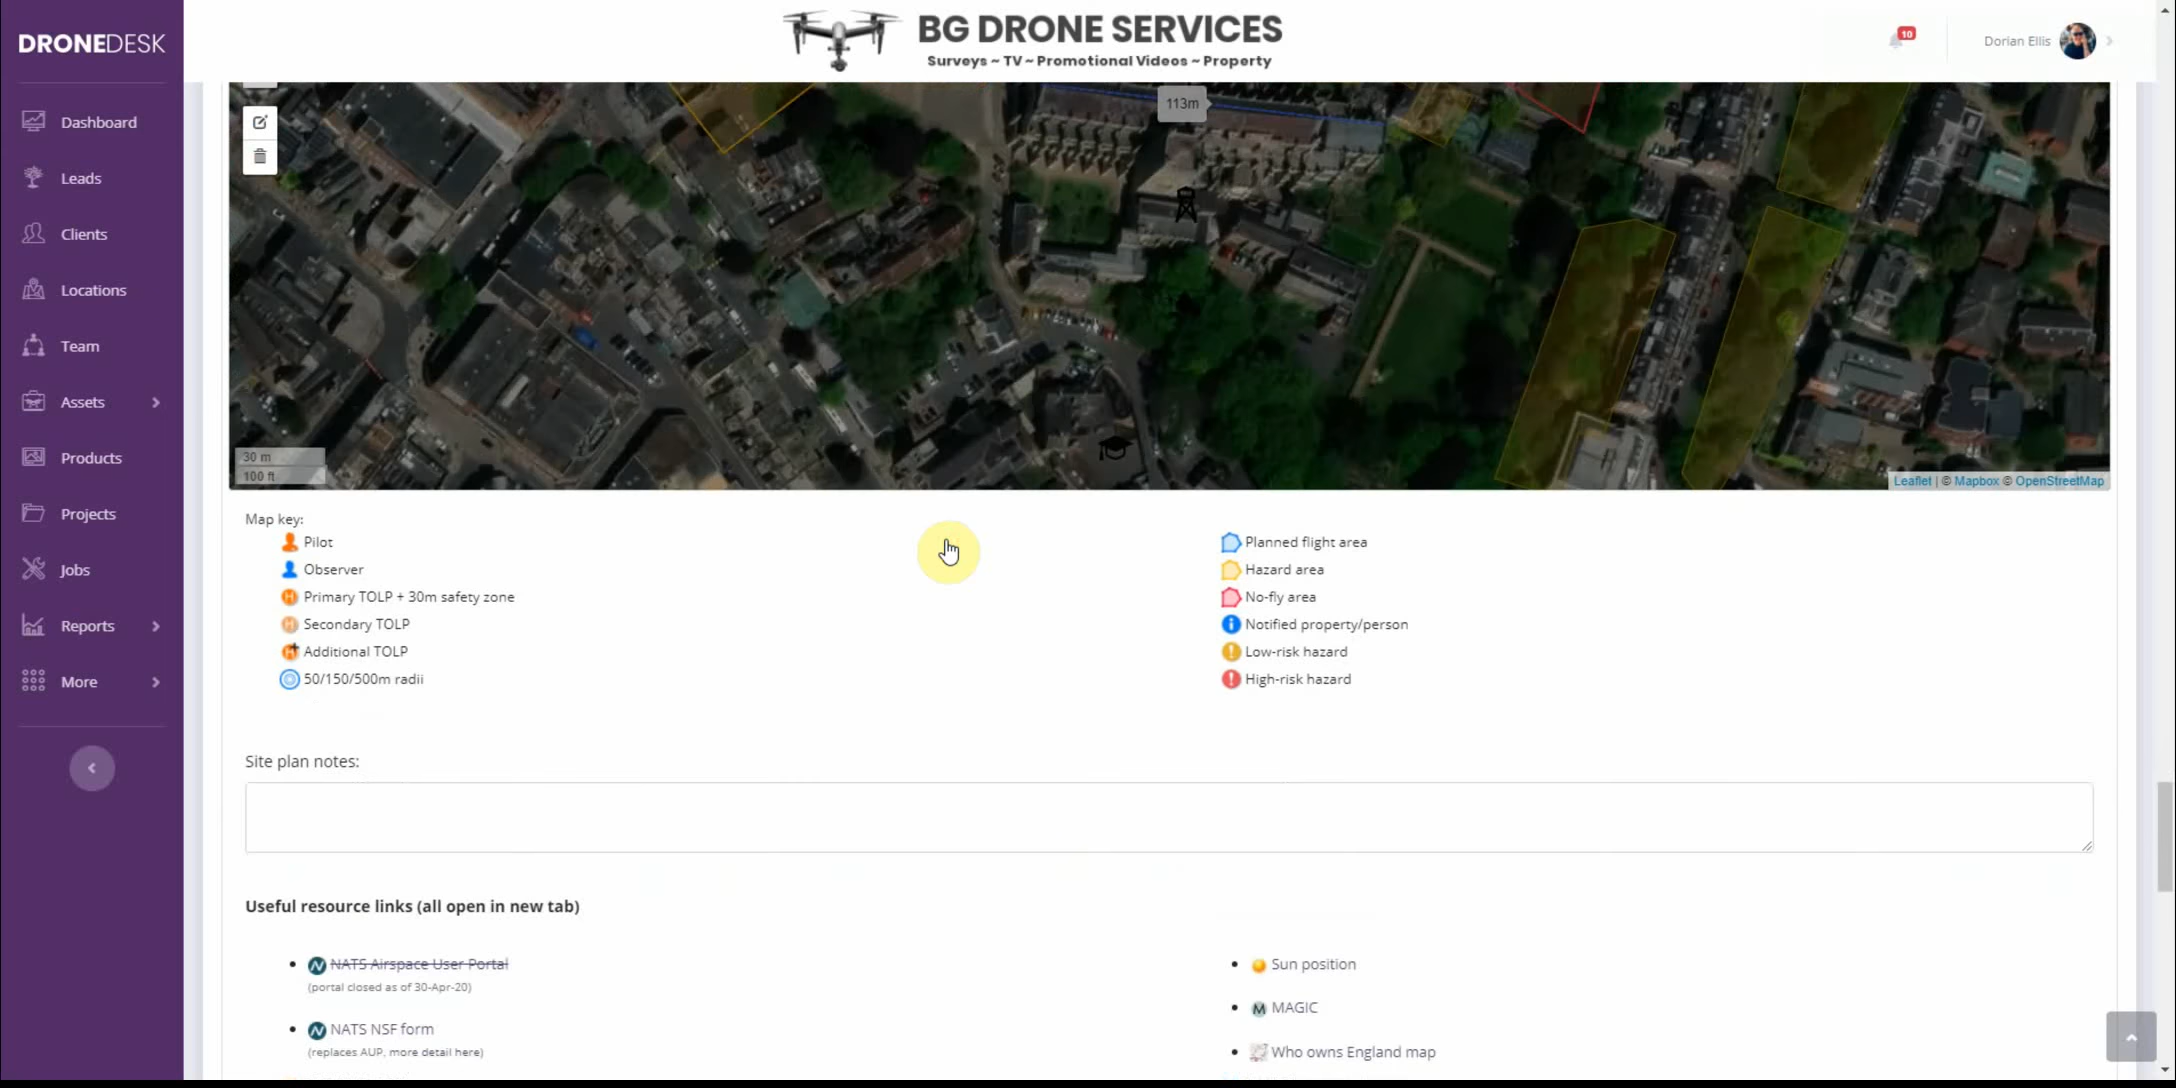 DRONEDESK
BG DRONE SERVICES
Surveys ~ TV ~ Promotional Videos ~ Property
10
Dorian Ellis
Dashboard
Leads
Clients
Locations
Team
Assets
Products
Projects
Jobs
Reports
More
113m
30 m
100 ft
Leaflet | © Mapbox © OpenStreetMap
Map key:
Pilot
Observer
Primary TOLP + 30m safety zone
Secondary TOLP
Additional TOLP
50/150/500m radii
Planned flight area
Hazard area
No-fly area
Notified property/person
Low-risk hazard
High-risk hazard
Site plan notes:
Useful resource links (all open in new tab)
NATS Airspace User Portal
(portal closed as of 30-Apr-20)
NATS NSF form
(replaces AUP, more detail here)
Sun position
MAGIC
Who owns England map